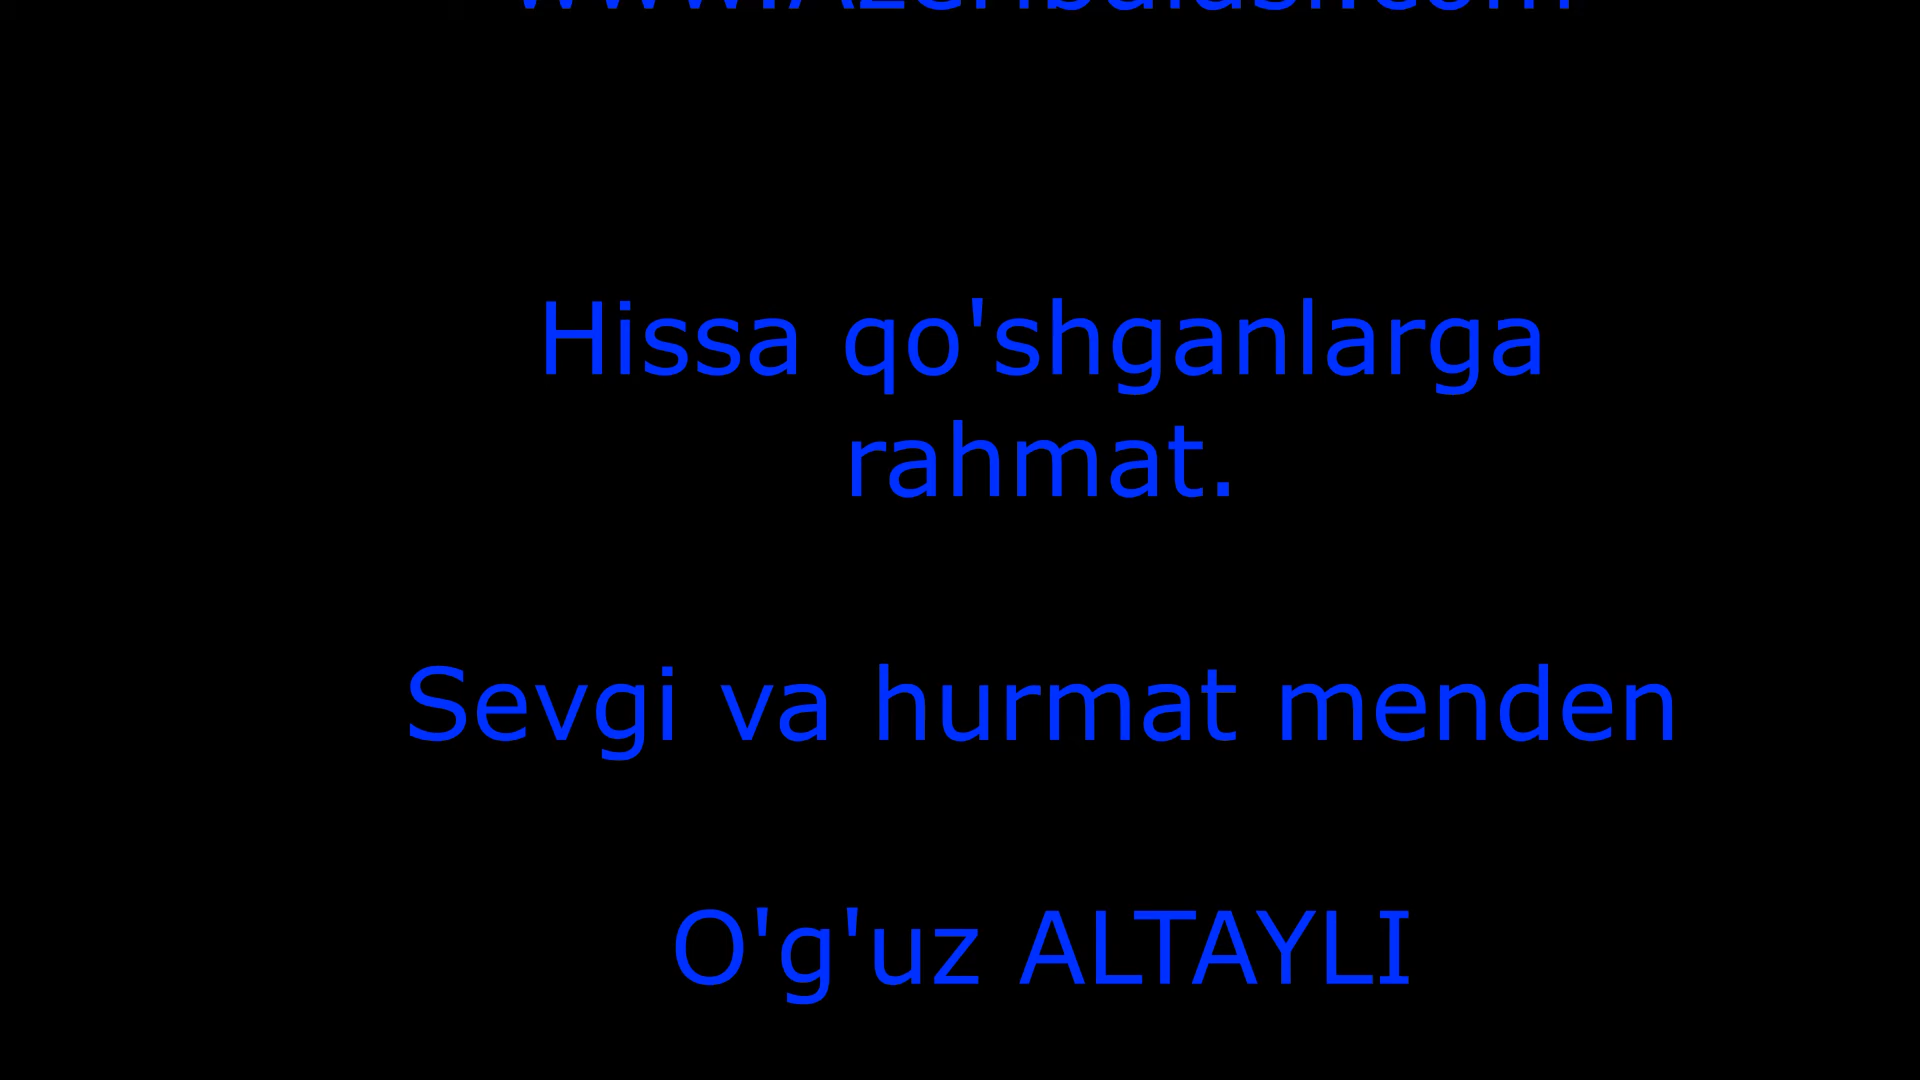 Hissa qo'shganlarga
rahmat.
Sevgi va hurmat menden
O'g'uz ALTAYLI